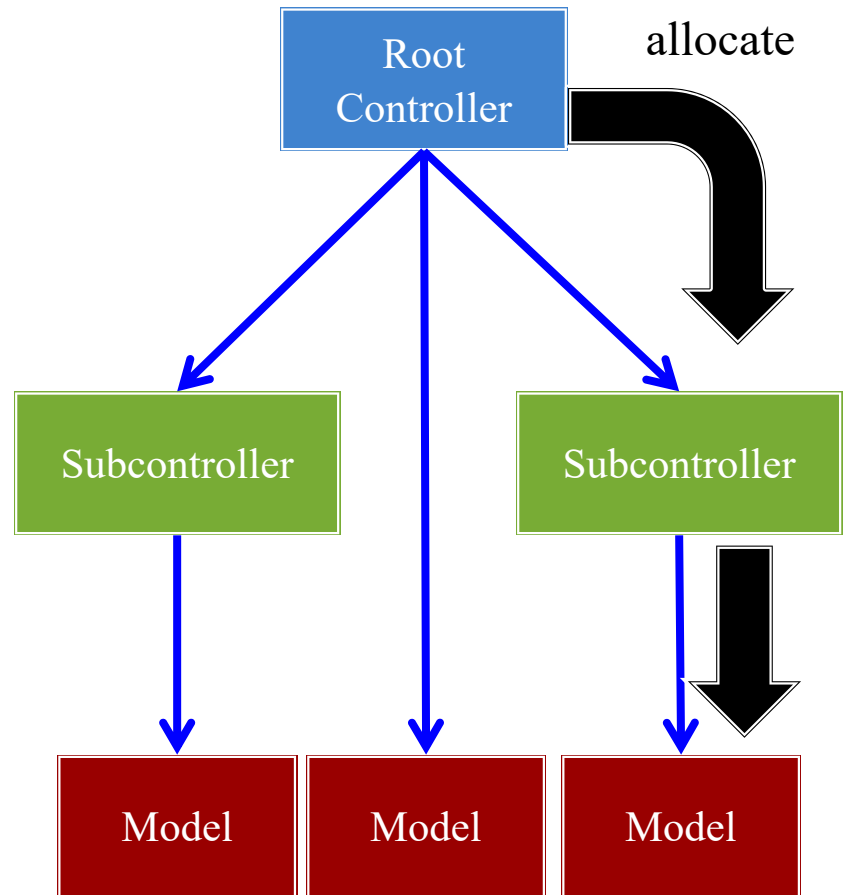 allocate
Root
Controller
Subcontroller
Subcontroller
Model
Model
Model